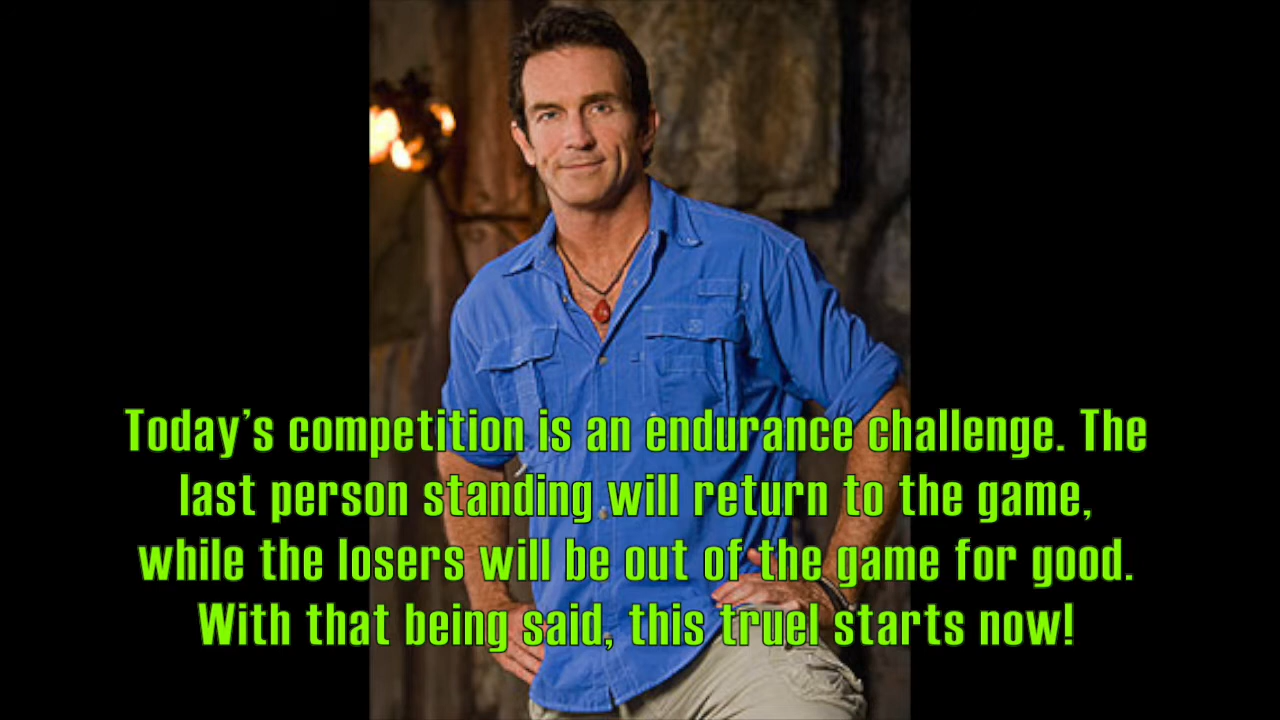 Today's competition is an endurance challenge. The
last person standing will return to the game,
while the losers will be out of the game for good.
With that being said, this truel starts now!